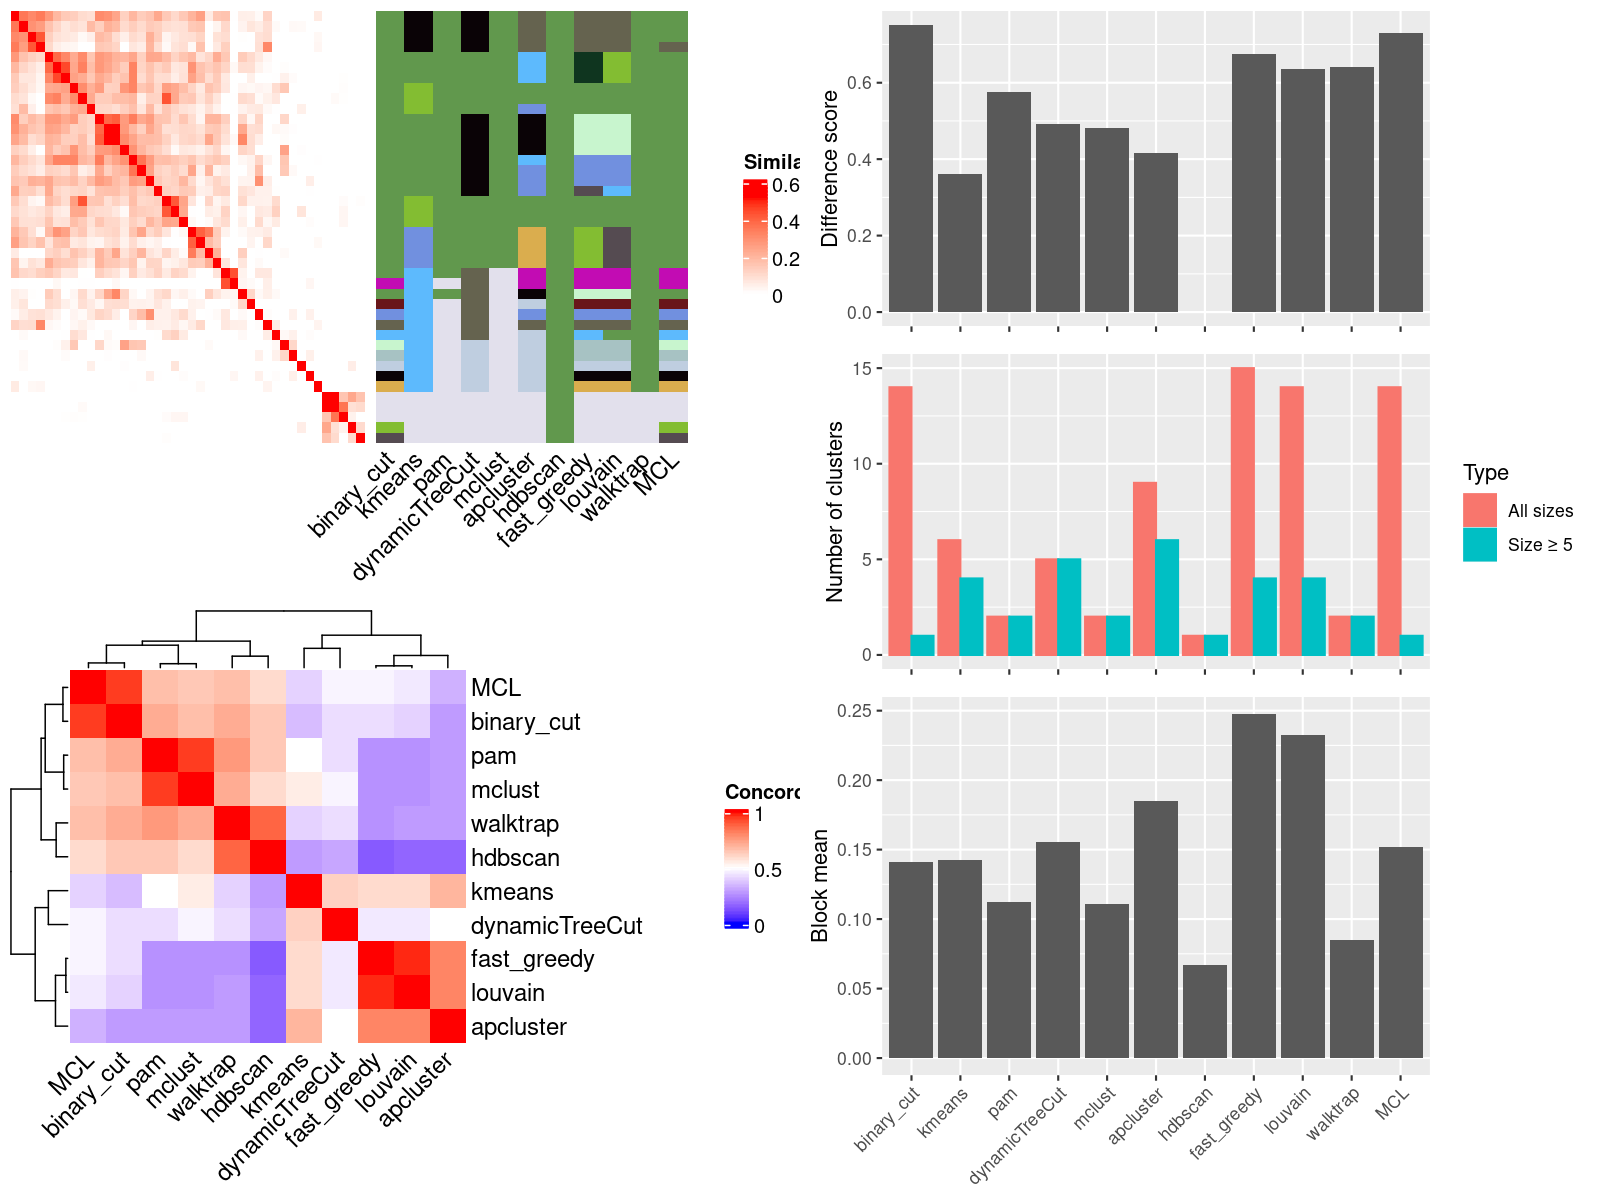 Simila
0.6
0.4
0.2
0
binary_cut
kmeans
pam
dynamicTreeCut
mclust
apcluster
hdbscan
fast_greedy
louvain
walktrap
MCL
MCL
binary_cut
pam
mclust
walktrap
hdbscan
kmeans
dynamicTreeCut
fast_greedy
louvain
apcluster
MCL
binary_cut
pam
mclust
walktrap
hdbscan
kmeans
dynamicTreeCut
fast_greedy
louvain
apcluster
Concord
1
0.5
0
Difference score
0.6
0.4
0.2
0.0
Number of clusters
15
10
5
0
Type
All sizes
Size ≥ 5
Block mean
0.25
0.20
0.15
0.10
0.05
0.00
binary_cut
kmeans
pam
dynamicTreeCut
mclust
apcluster
hdbscan
fast_greedy
louvain
walktrap
MCL